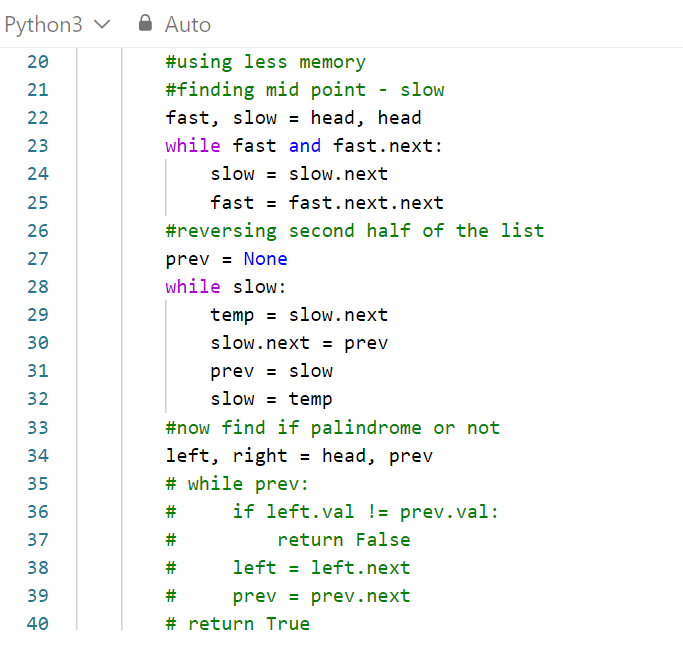 Python3 Auto
20 #using less memory
21 #finding mid point - slow
22 fast, slow = head, head
23 while fast and fast.next:
24     slow = slow.next
25     fast = fast.next.next
26 #reversing second half of the list
27 prev = None
28 while slow:
29     temp = slow.next
30     slow.next = prev
31     prev = slow
32     slow = temp
33 #now find if palindrome or not
34 left, right = head, prev
35 # while prev:
36 #     if left.val != prev.val:
37 #         return False
38 #     left = left.next
39 #     prev = prev.next
40 # return True